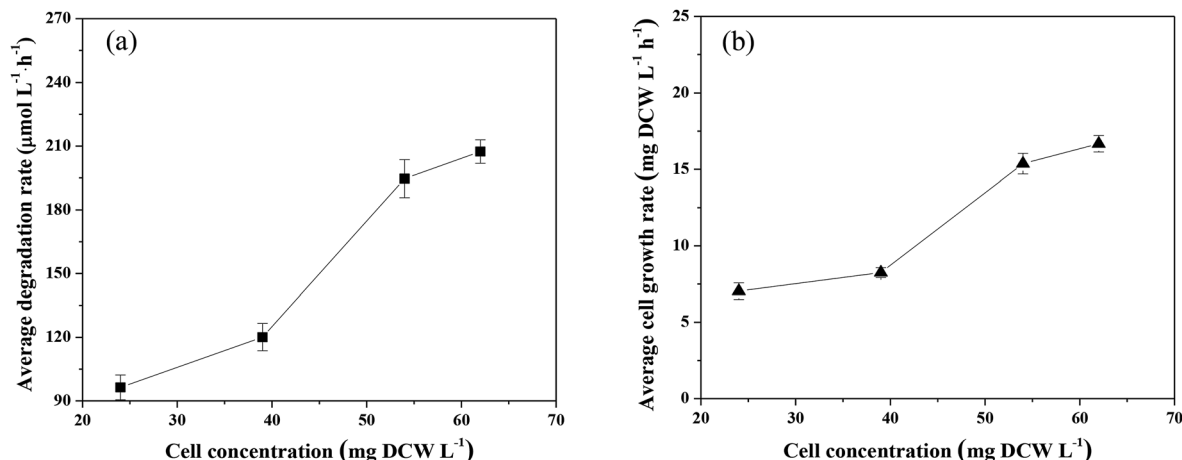 (a)
Average degradation rate (μmol L⁻¹·h⁻¹)
270
240
210
180
150
120
90
20 30 40 50 60 70
Cell concentration (mg DCW L⁻¹)
(b)
Average cell growth rate (mg DCW L⁻¹ h⁻¹)
25
20
15
10
5
0
20 30 40 50 60 70
Cell concentration (mg DCW L⁻¹)